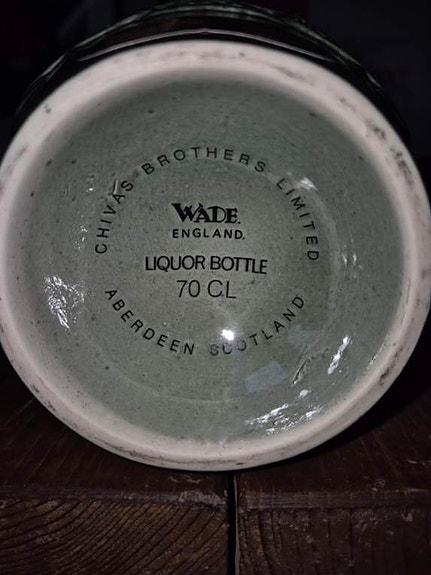 CHIVAS BROTHERS LIMITED
WADE
ENGLAND.
LIQUOR BOTTLE
70 CL
ABERDEEN SCOTLAND